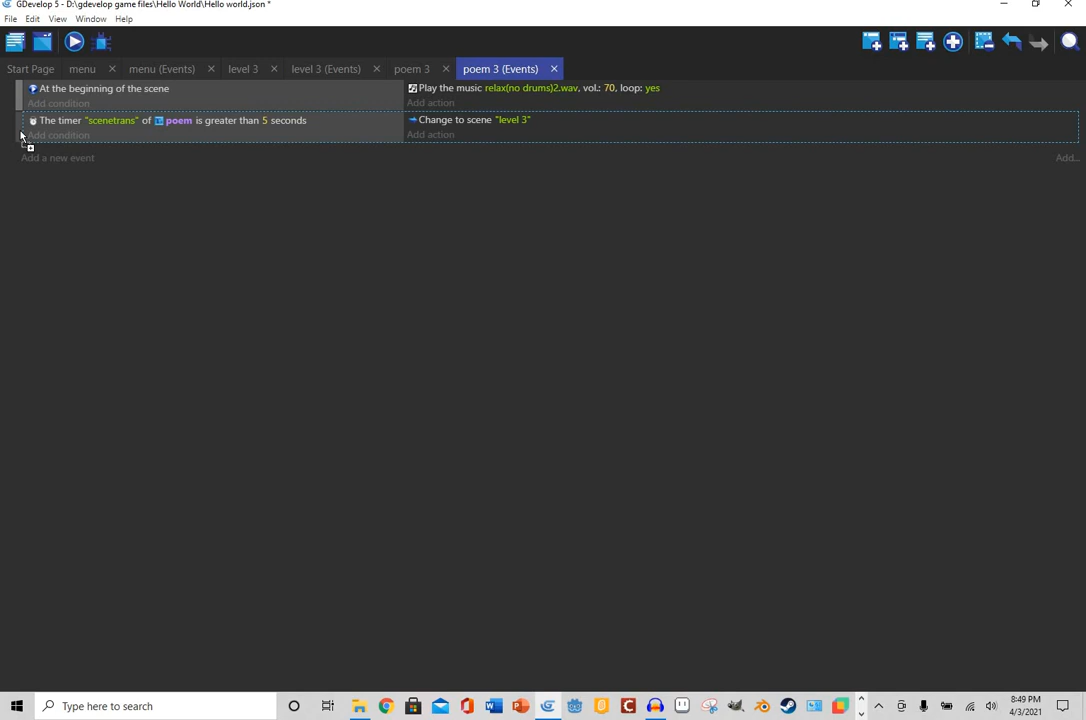 GDevelop 5 - D:\gdevelop game files\Hello World\Hello world.json *
File Edit View Window Help
Start Page menu menu (Events) level 3 level 3 (Events) poem 3 poem 3 (Events)
At the beginning of the scene
Play the music relax(no drums)2.wav, vol.: 70, loop: yes
Add condition
Add action
The timer "scenetrans" of poem is greater than 5 seconds
Change to scene "level 3"
Add condition
Add action
Add a new event
Add...
Type here to search
8:49 PM
4/3/2021